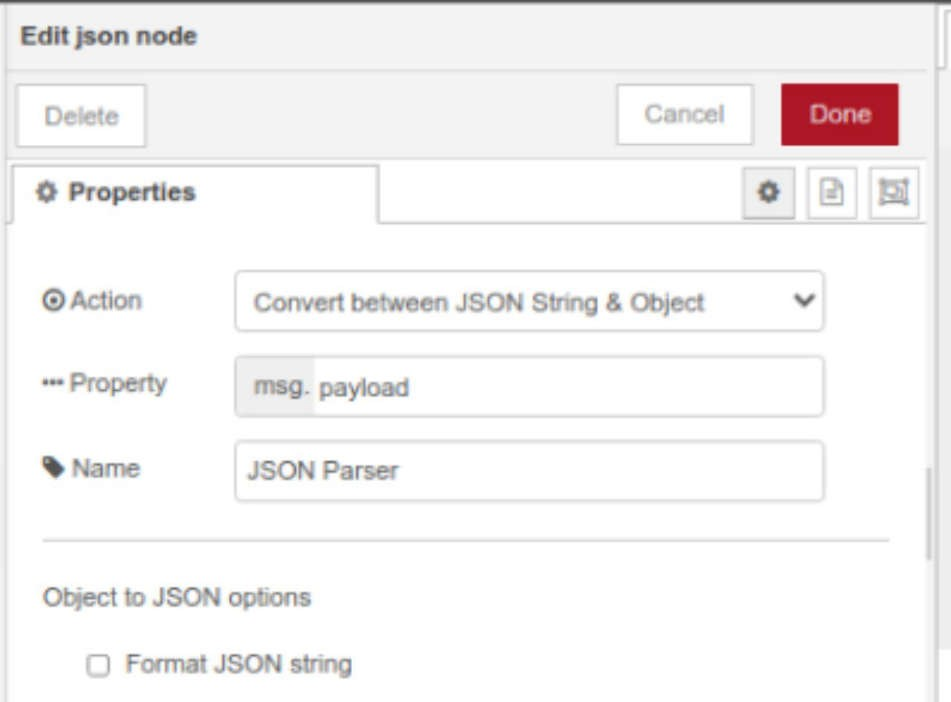 Edit json node
Delete
Cancel
Done
Properties
Action
Convert between JSON String & Object
Property
msg. payload
Name
JSON Parser
Object to JSON options
Format JSON string